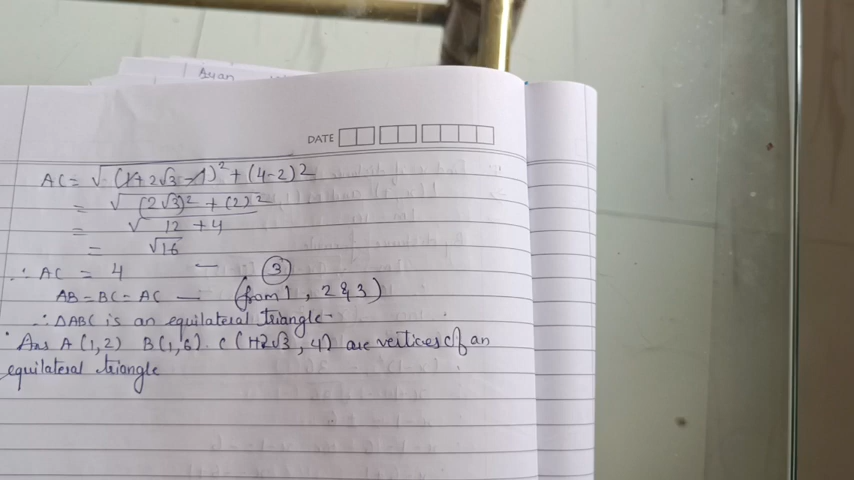 Avan
DATE
AC = √(1+2√3-1)² + (4-2)²
= √(2√3)² + (2)²
= √12 + 4
= √16
∴ AC = 4 — ③
AB = BC = AC — (from 1, 2 & 3)
∴ ΔABC is an equilateral triangle
Ans A (1,2) B(1,6). C (1+2√3, 4) are vertices of an
equilateral triangle